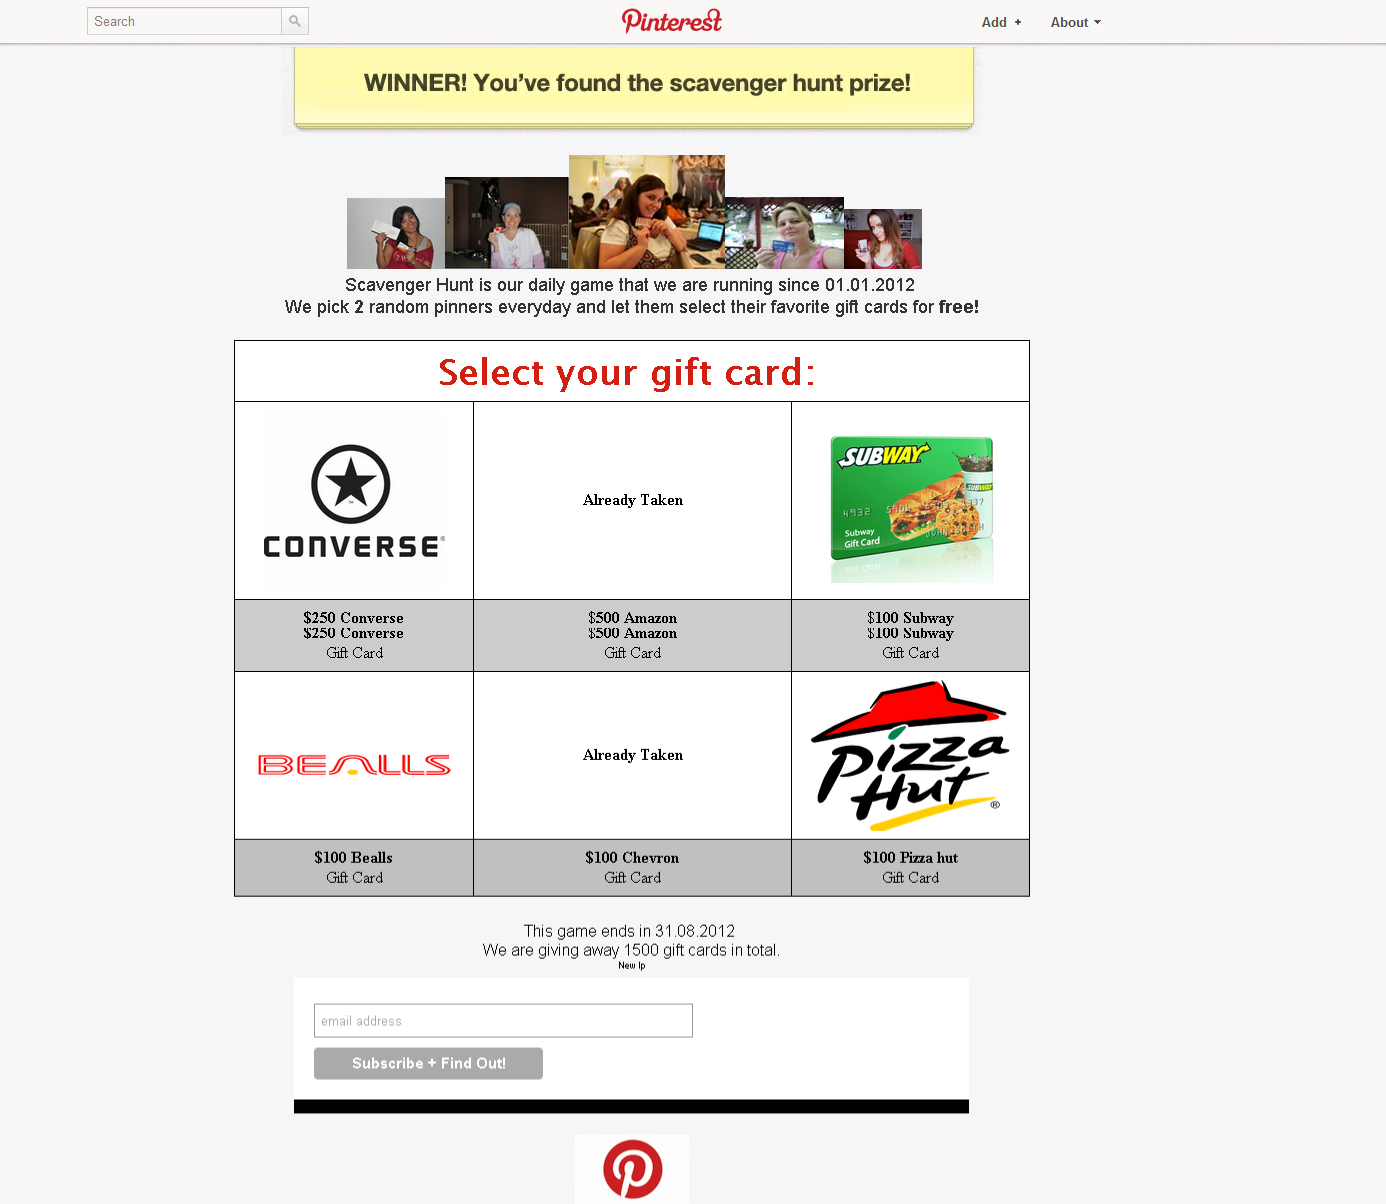 Search
Pinterest
Add +
About
WINNER! You've found the scavenger hunt prize!
Scavenger Hunt is our daily game that we are running since 01.01.2012
We pick 2 random pinners everyday and let them select their favorite gift cards for free!
Select your gift card:
CONVERSE®
Already Taken
SUBWAY
SUBWAY
4932
Subway
Gift Card
$250 Converse
$250 Converse
Gift Card
$500 Amazon
$500 Amazon
Gift Card
$100 Subway
$100 Subway
Gift Card
BEALLS
Already Taken
Pizza
Hut®
$100 Bealls
Gift Card
$100 Chevron
Gift Card
$100 Pizza hut
Gift Card
This game ends in 31.08.2012
We are giving away 1500 gift cards in total.
New Ip
email address
Subscribe + Find Out!